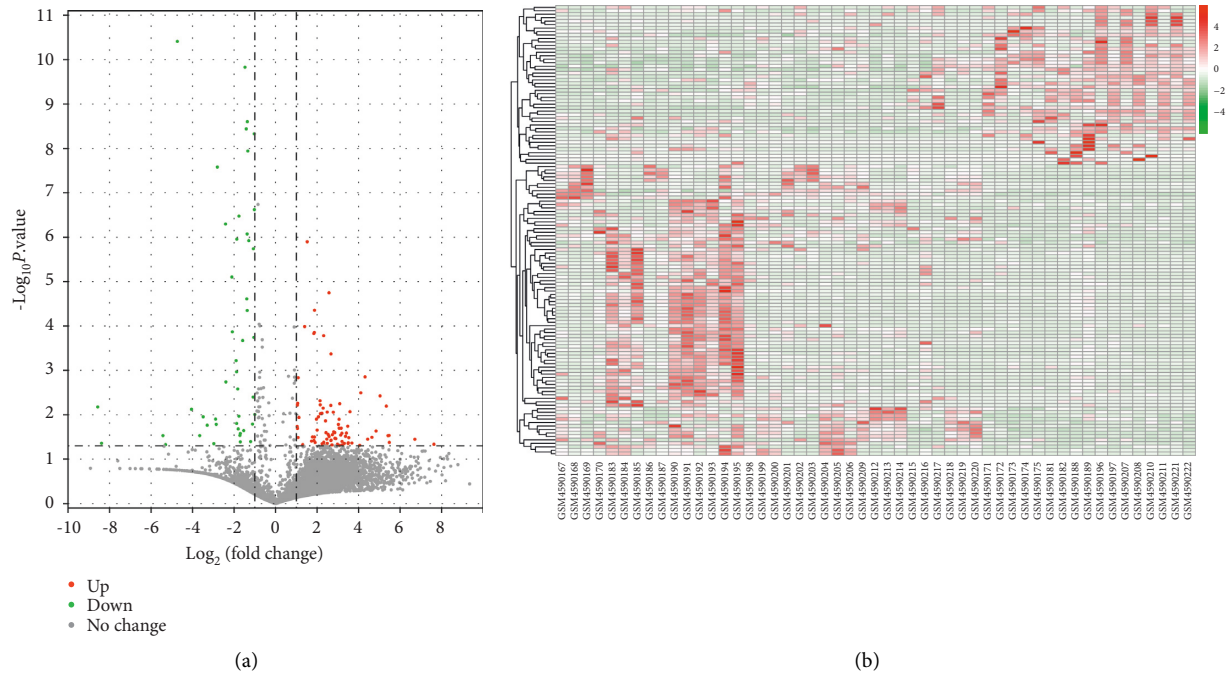 11
10
9
8
7
6
5
4
3
2
1
0
-Log10P.value
-10 -8 -6 -4 -2 0 2 4 6 8
Log2 (fold change)
Up
Down
No change
(a)
4
2
0
−2
−4
GSM4590167
GSM4590168
GSM4590169
GSM4590170
GSM4590183
GSM4590184
GSM4590185
GSM4590186
GSM4590187
GSM4590190
GSM4590191
GSM4590192
GSM4590193
GSM4590194
GSM4590195
GSM4590198
GSM4590199
GSM4590200
GSM4590201
GSM4590202
GSM4590203
GSM4590204
GSM4590205
GSM4590206
GSM4590209
GSM4590212
GSM4590213
GSM4590214
GSM4590215
GSM4590216
GSM4590217
GSM4590218
GSM4590219
GSM4590220
GSM4590171
GSM4590172
GSM4590173
GSM4590174
GSM4590175
GSM4590181
GSM4590182
GSM4590188
GSM4590189
GSM4590196
GSM4590197
GSM4590207
GSM4590208
GSM4590210
GSM4590211
GSM4590221
GSM4590222
(b)